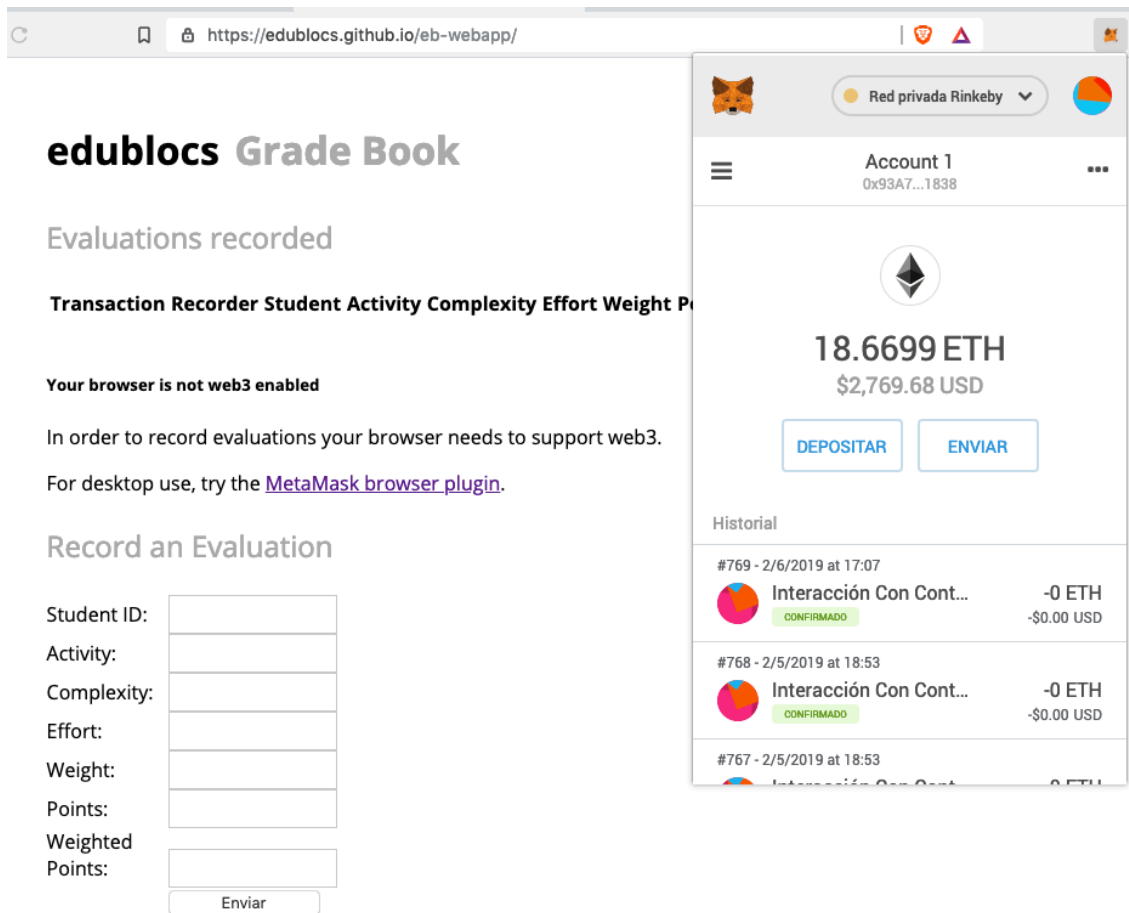 https://edublocs.github.io/eb-webapp/
edublocs Grade Book
Evaluations recorded
Transaction Recorder Student Activity Complexity Effort Weight
Your browser is not web3 enabled
In order to record evaluations your browser needs to support web3.
For desktop use, try the MetaMask browser plugin.
Record an Evaluation
Student ID:
Activity:
Complexity:
Effort:
Weight:
Points:
Weighted
Points:
Enviar
Red privada Rinkeby
Account 1
0x93A7...1838
18.6699 ETH
$2,769.68 USD
DEPOSITAR
ENVIAR
Historial
#769 - 2/6/2019 at 17:07
Interacción Con Cont... -0 ETH
CONFIRMADO -$0.00 USD
#768 - 2/5/2019 at 18:53
Interacción Con Cont... -0 ETH
CONFIRMADO -$0.00 USD
#767 - 2/5/2019 at 18:53